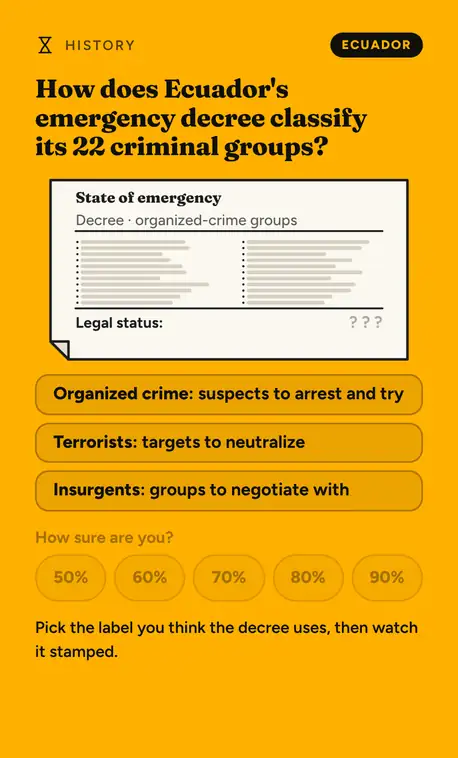 HISTORY
ECUADOR
How does Ecuador's
emergency decree classify
its 22 criminal groups?
State of emergency
Decree · organized-crime groups
Legal status:
? ? ?
Organized crime: suspects to arrest and try
Terrorists: targets to neutralize
Insurgents: groups to negotiate with
How sure are you?
50%
60%
70%
80%
90%
Pick the label you think the decree uses, then watch
it stamped.